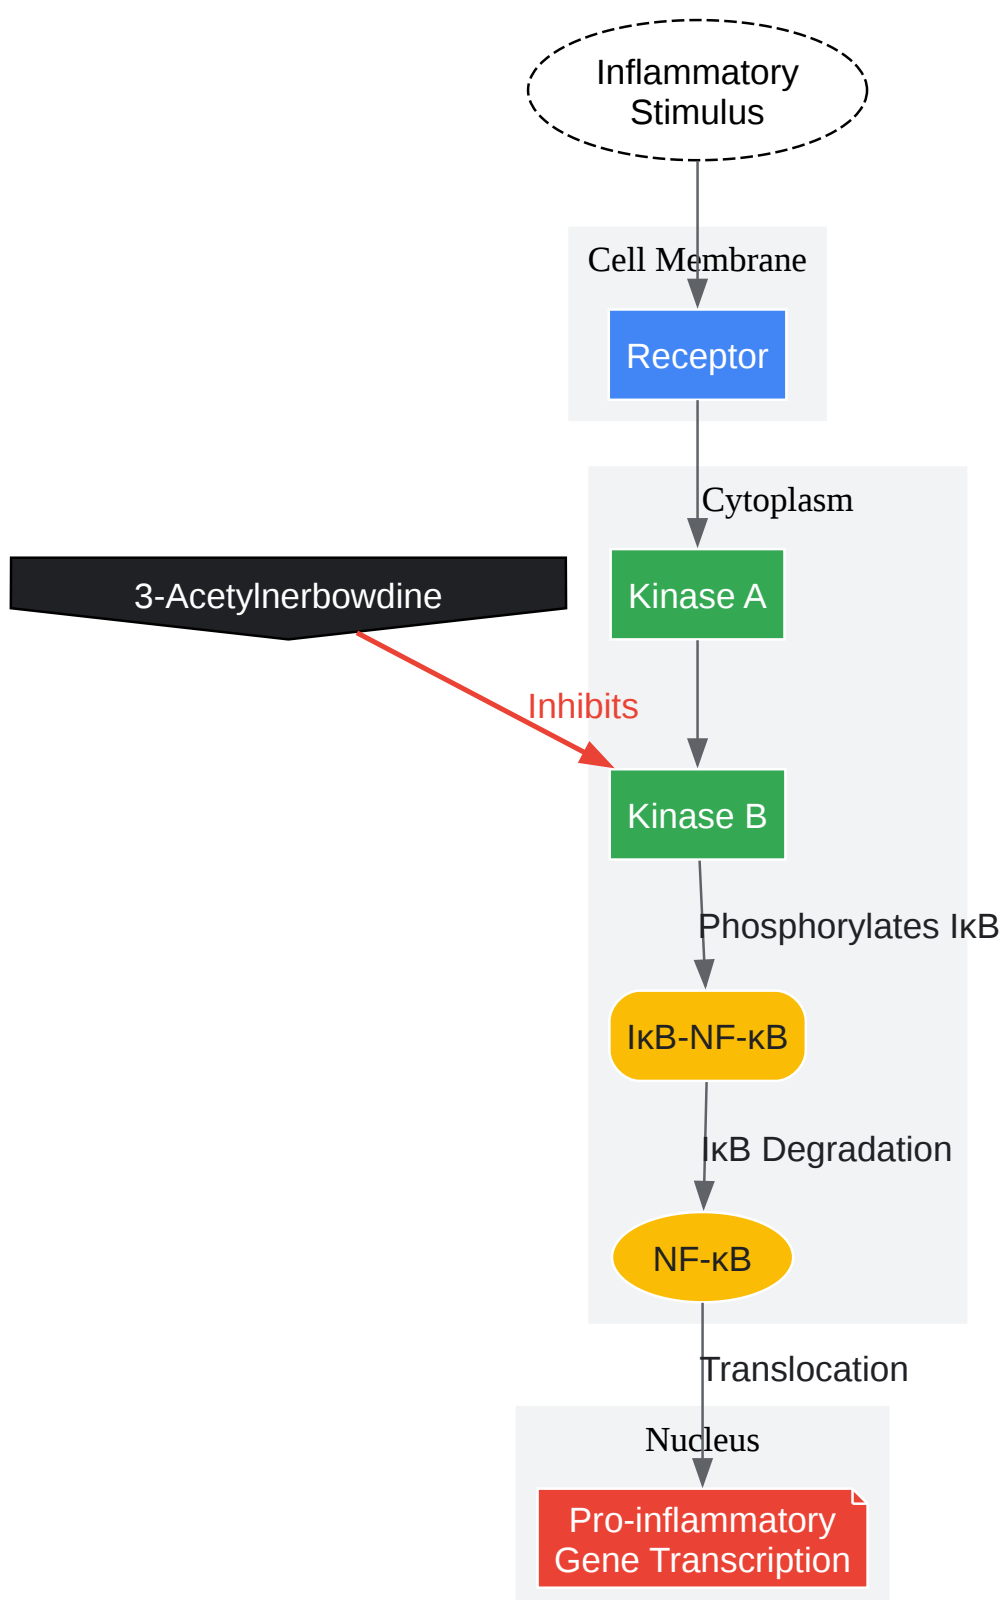 Inflammatory
Stimulus
Cell Membrane
Receptor
Cytoplasm
3-Acetylnerbowdine
Kinase A
Inhibits
Kinase B
Phosphorylates IκB
IκB-NF-κB
IκB Degradation
NF-κB
Translocation
Nucleus
Pro-inflammatory
Gene Transcription